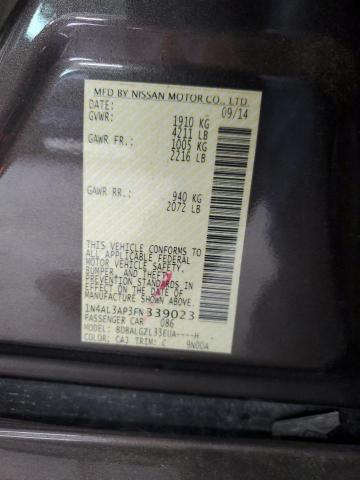 MFD BY NISSAN MOTOR CO., LTD.
DATE: 09/14
GVWR: 1910 KG
4211 LB
GAWR FR: 1005 KG
2216 LB
GAWR RR: 940 KG
2072 LB
THIS VEHICLE CONFORMS TO
ALL APPLICABLE FEDERAL
MOTOR VEHICLE SAFETY,
BUMPER, AND THEFT
PREVENTION STANDARDS IN
EFFECT ON THE DATE OF
MANUFACTURE SHOWN ABOVE.
1N4AL3AP3FN339023
PASSENGER CAR 086
MODEL: BDBALGZL33EUA----H
COLOR: CAJ TRIM: C 9N00A